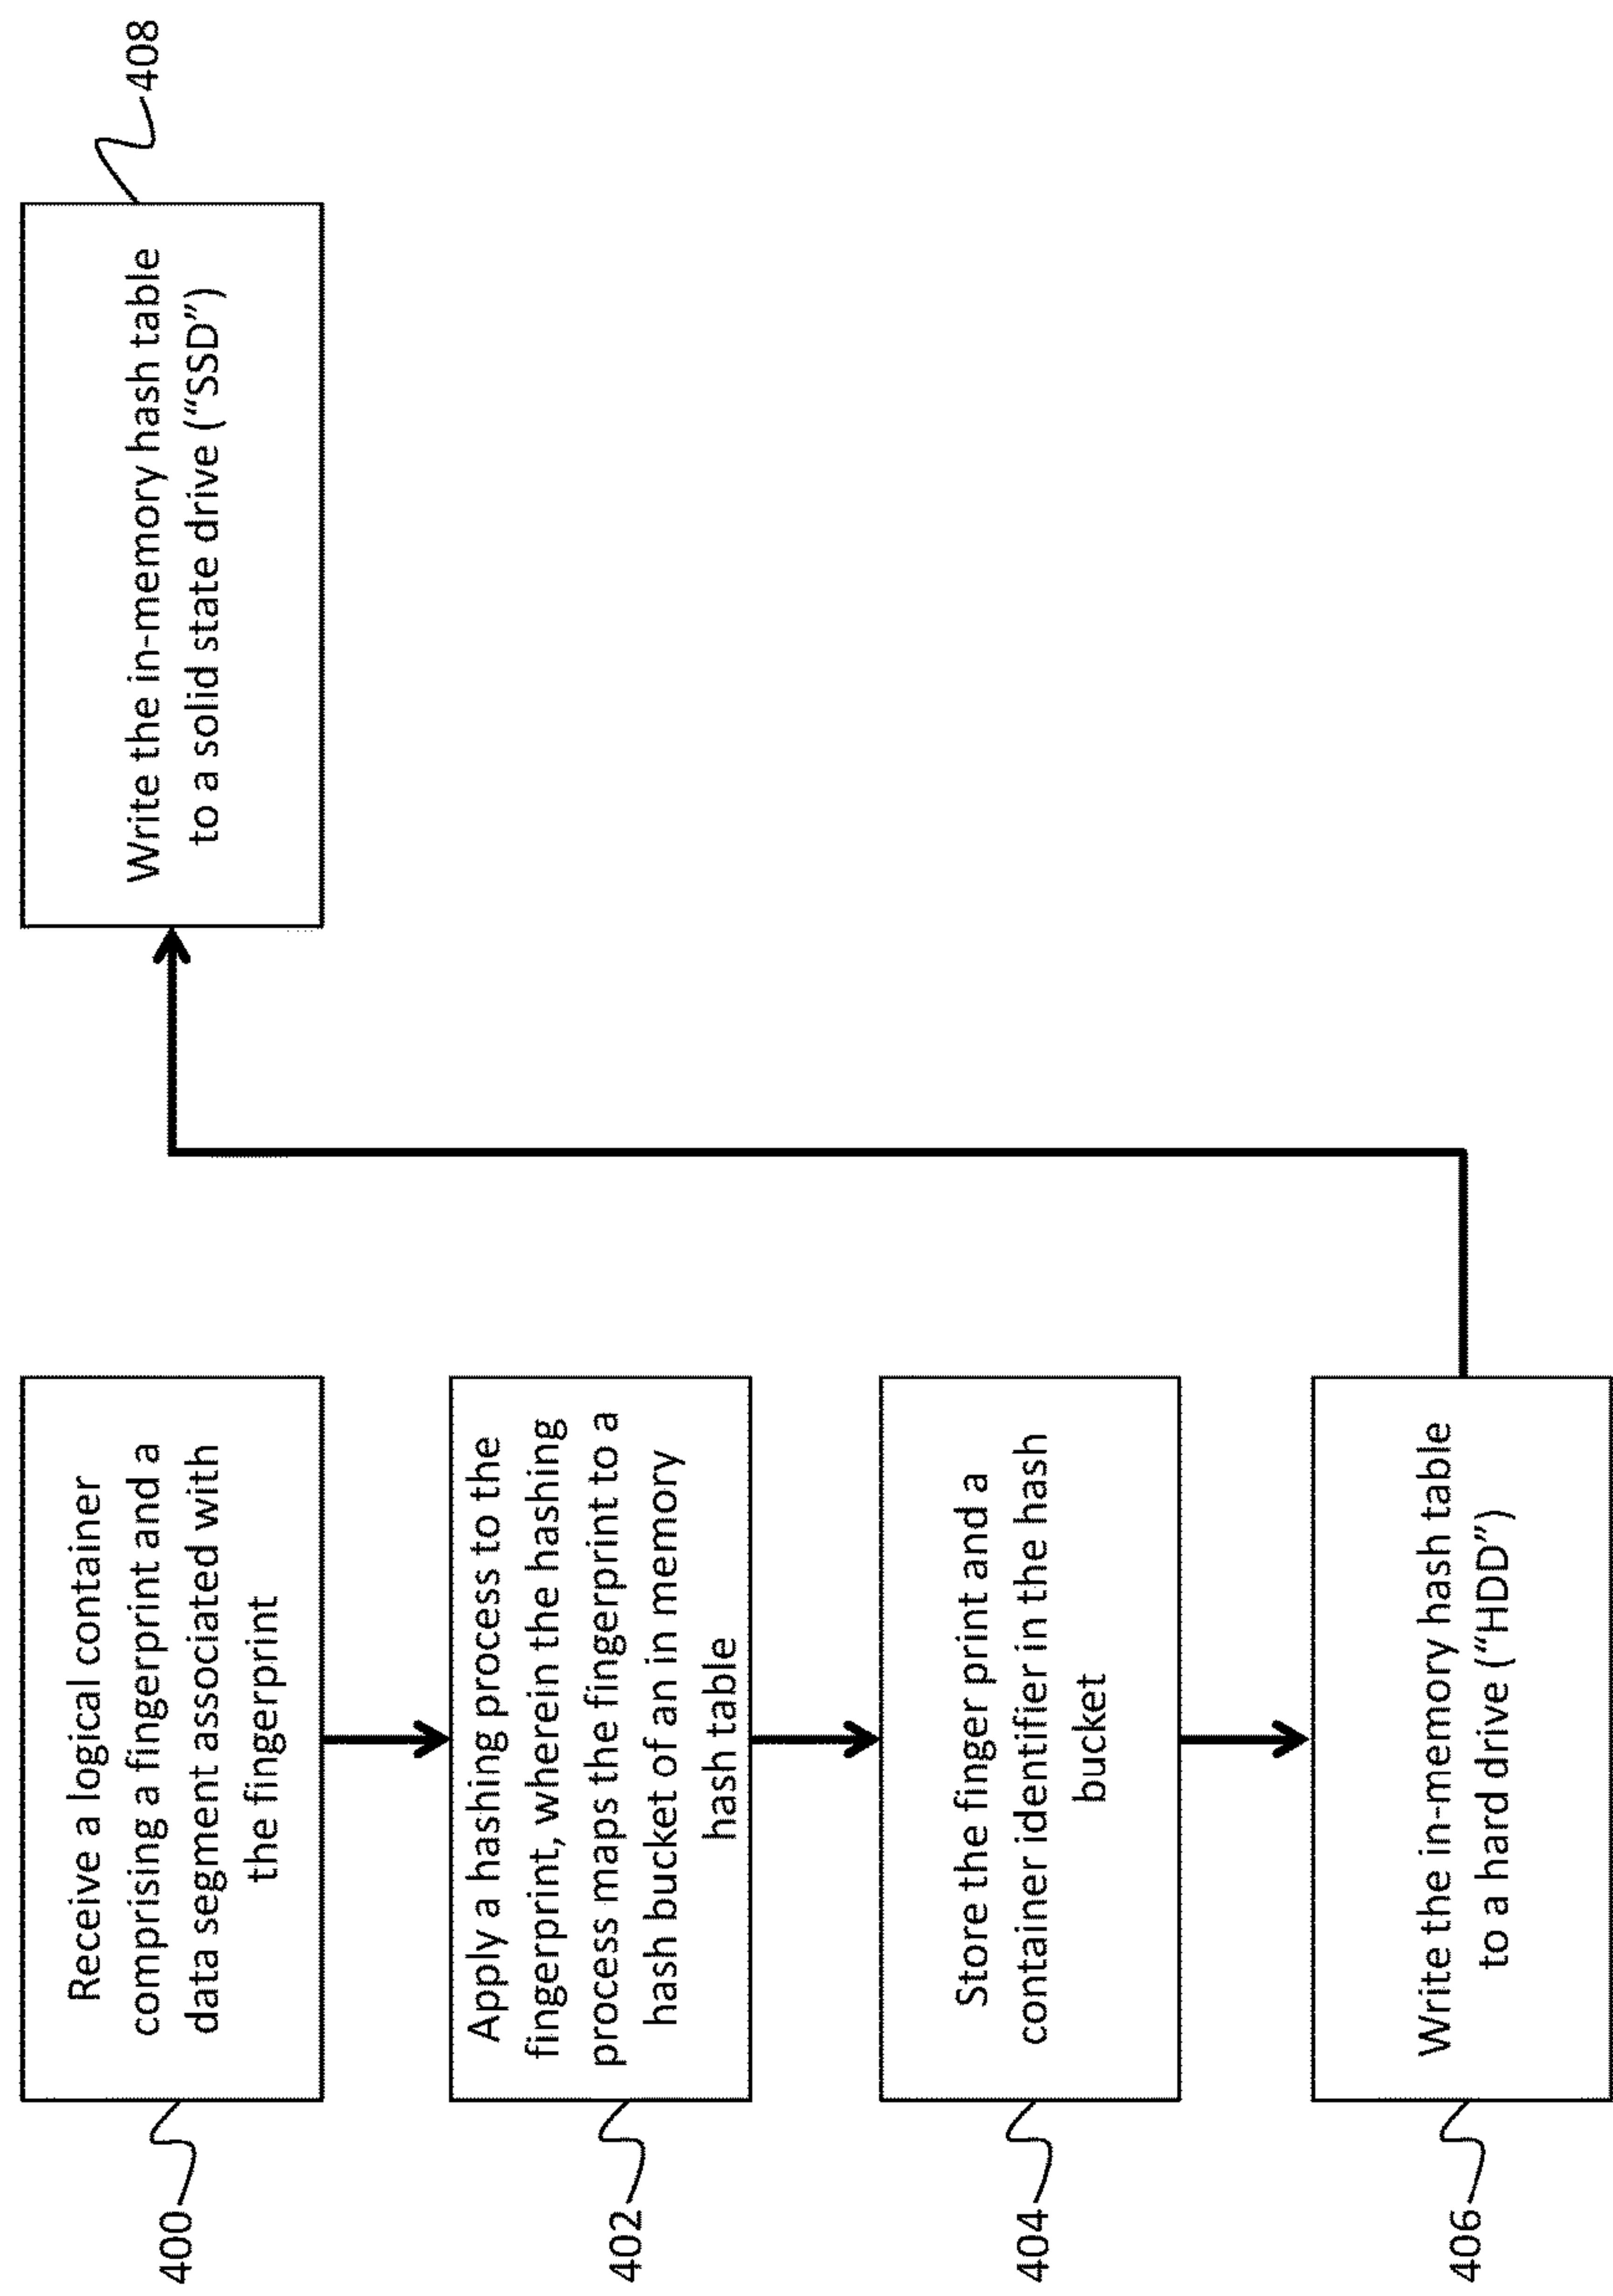 400
Receive a logical container
comprising a fingerprint and a
data segment associated with
the fingerprint
402
Apply a hashing process to the
fingerprint, wherein the hashing
process maps the fingerprint to a
hash bucket of an in memory
hash table
404
Store the finger print and a
container identifier in the hash
bucket
406
Write the in-memory hash table
to a hard drive (“HDD”)
408
Write the in-memory hash table
to a solid state drive (“SSD”)